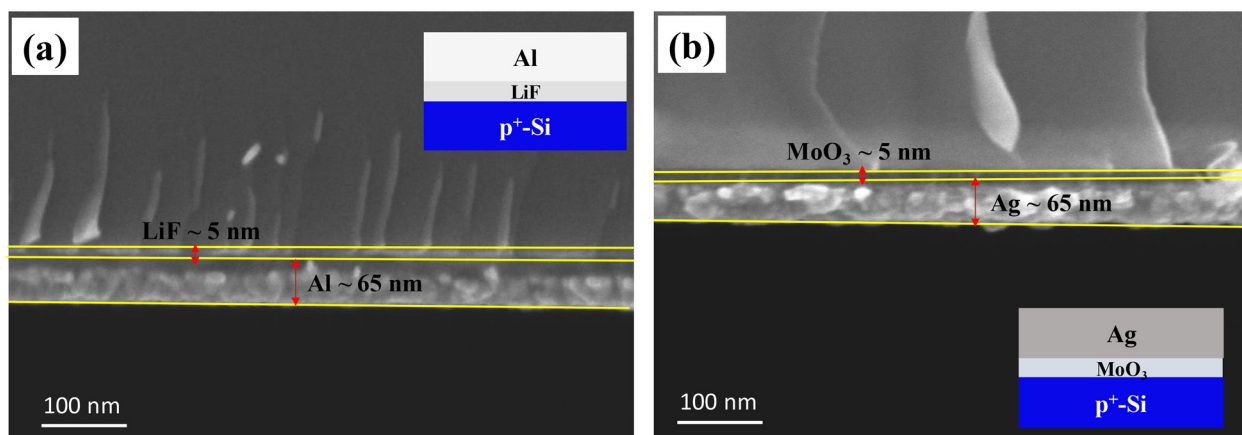 (a)
Al
LiF
p⁺-Si
LiF ~ 5 nm
Al ~ 65 nm
100 nm
(b)
MoO₃ ~ 5 nm
Ag ~ 65 nm
100 nm
Ag
MoO₃
p⁺-Si